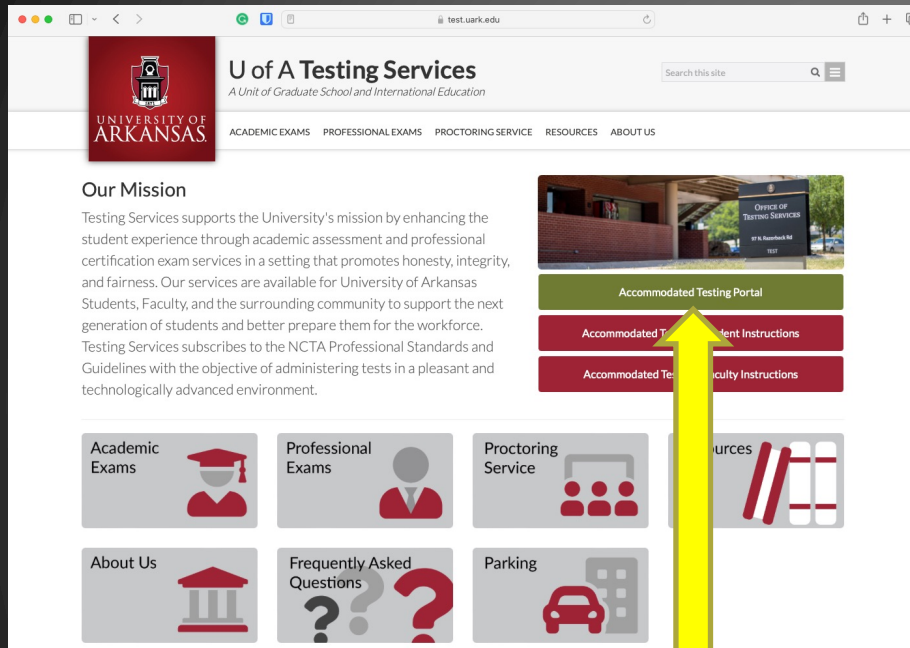 test.uark.edu
UNIVERSITY OF
ARKANSAS
U of A Testing Services
A Unit of Graduate School and International Education
Search this site
ACADEMIC EXAMS PROFESSIONAL EXAMS PROCTORING SERVICE RESOURCES ABOUT US
Our Mission
Testing Services supports the University's mission by enhancing the
student experience through academic assessment and professional
certification exam services in a setting that promotes honesty, integrity,
and fairness. Our services are available for University of Arkansas
Students, Faculty, and the surrounding community to support the next
generation of students and better prepare them for the workforce.
Testing Services subscribes to the NCTA Professional Standards and
Guidelines with the objective of administering tests in a pleasant and
technologically advanced environment.
OFFICE OF
TESTING SERVICES
97 N. Razorback Rd
TEST
Accommodated Testing Portal
Accommodated Instructions
Accommodated Instructions
Academic
Exams
Professional
Exams
Proctoring
Service
About Us
Frequently Asked
Questions
???
Parking